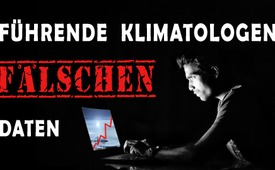 FÜHRENDE KLIMATOLOGEN
FÄLSCHEN
DATEN